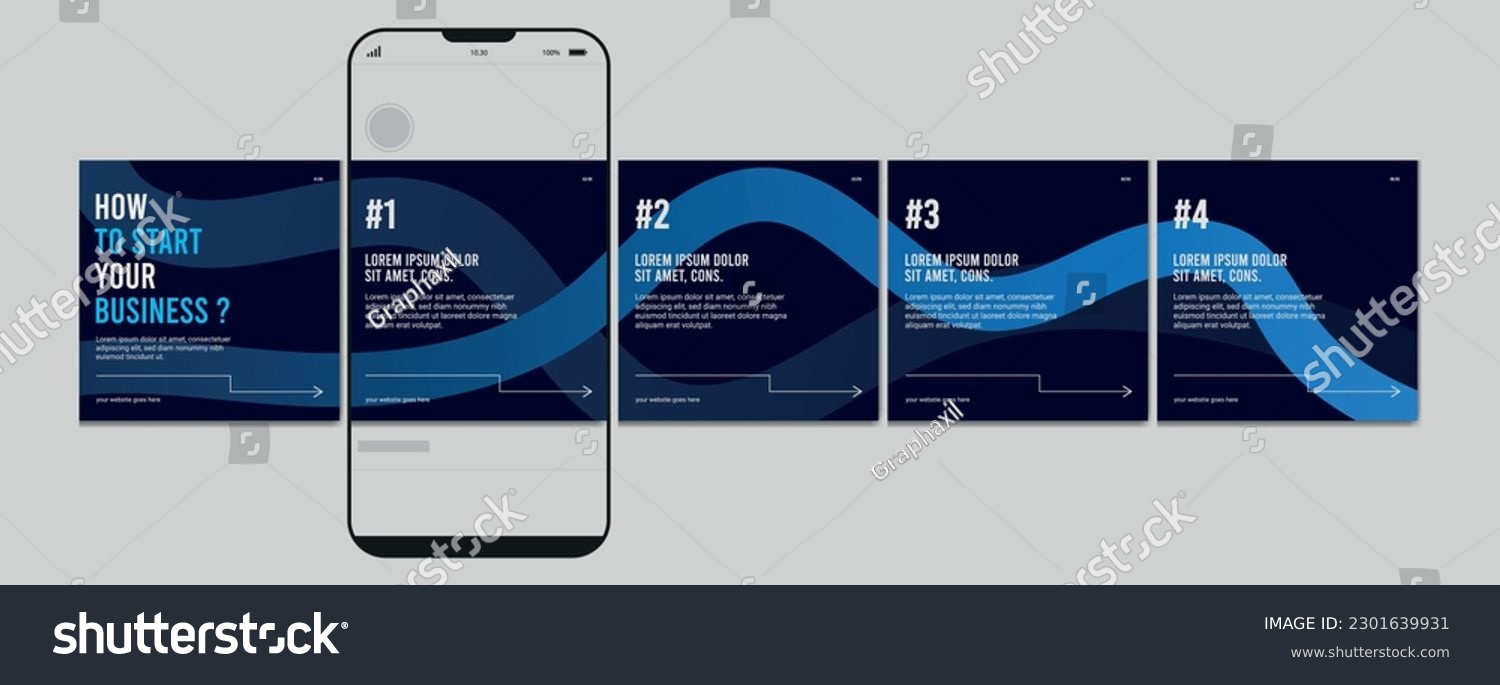 10.30
100%
HOW
TO START
YOUR
BUSINESS ?
Lorem ipsum dolor sit amet, consectetuer
adipiscing elit, sed diam nonummy nibh
euismod tincidunt ut.
your website goes here
#1
LOREM IPSUM DOLOR
SIT AMET, CONS.
Lorem ipsum dolor sit amet, consectetuer
adipiscing elit, sed diam nonummy nibh
euismod tincidunt ut laoreet dolore magna
aliquam erat volutpat.
your website goes here
#2
LOREM IPSUM DOLOR
SIT AMET, CONS.
Lorem ipsum dolor sit amet, consectetuer
adipiscing elit, sed diam nonummy nibh
euismod tincidunt ut laoreet dolore magna
aliquam erat volutpat.
your website goes here
#3
LOREM IPSUM DOLOR
SIT AMET, CONS.
Lorem ipsum dolor sit amet, consectetuer
adipiscing elit, sed diam nonummy nibh
euismod tincidunt ut laoreet dolore magna
aliquam erat volutpat.
your website goes here
#4
LOREM IPSUM DOLOR
SIT AMET, CONS.
Lorem ipsum dolor sit amet, consectetuer
adipiscing elit, sed diam nonummy nibh
euismod tincidunt ut laoreet dolore magna
aliquam erat volutpat.
your website goes here
Graphaxill
Graphaxill
shutterstock
IMAGE ID: 2301639931
www.shutterstock.com